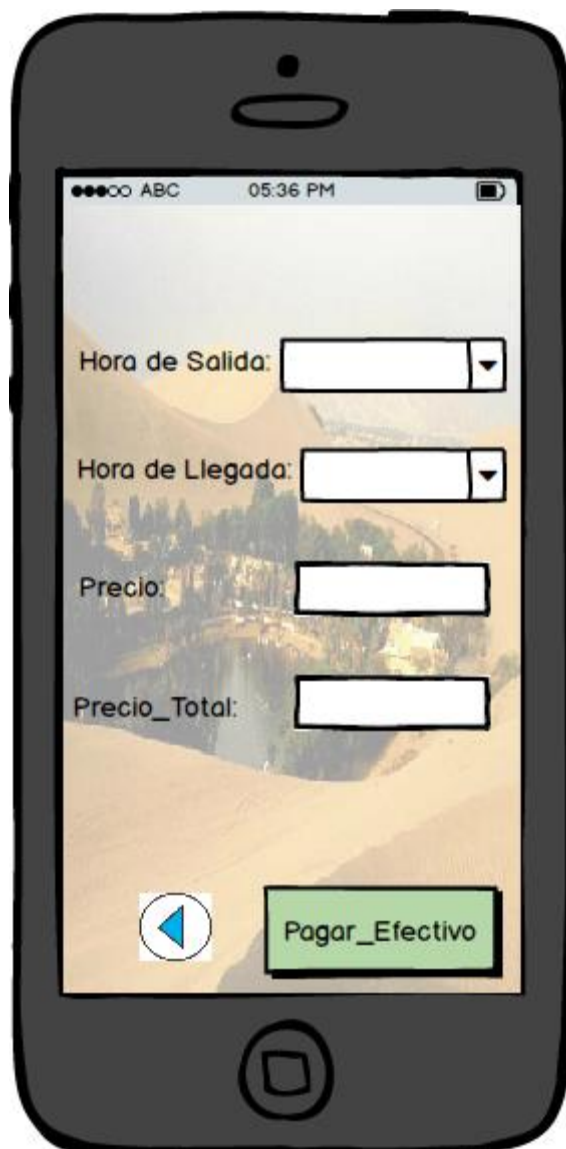 ABC 05:36 PM
Hora de Salida:
Hora de Llegada:
Precio:
Precio_Total:
Pagar_Efectivo